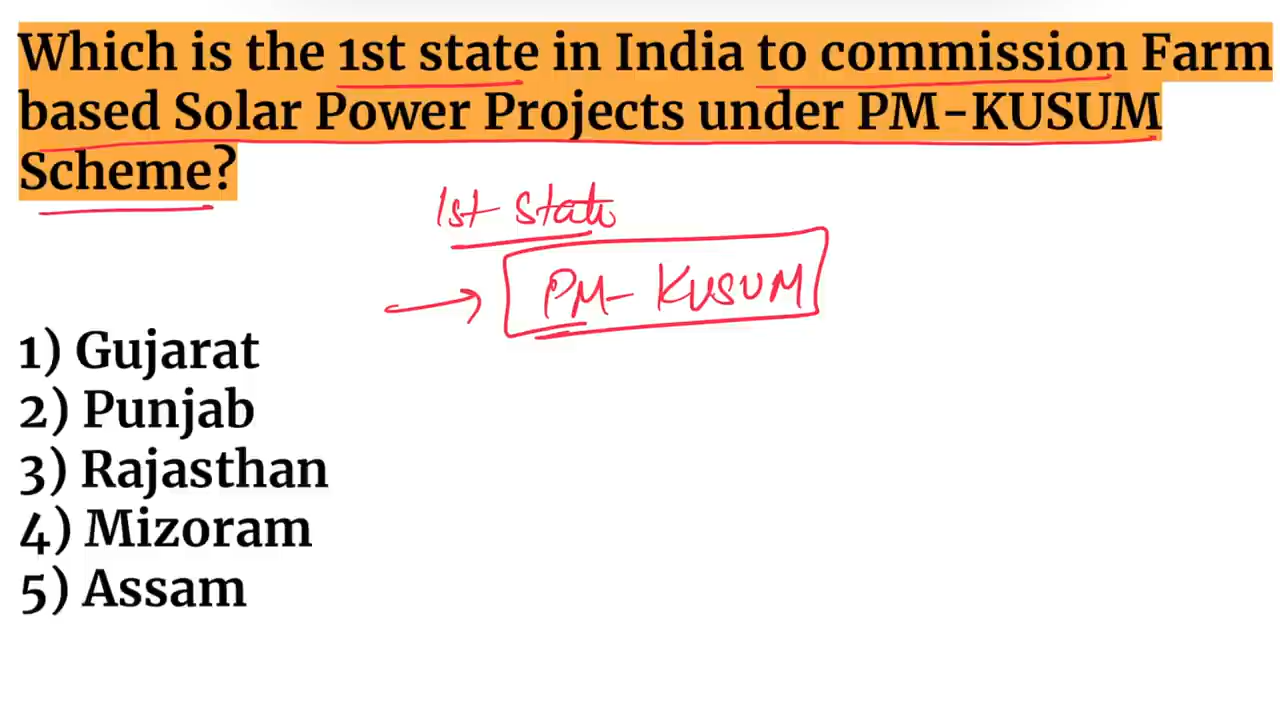 Which is the 1st state in India to commission Farm
based Solar Power Projects under PM-KUSUM
Scheme?
1st State
PM- KUSUM
1) Gujarat
2) Punjab
3) Rajasthan
4) Mizoram
5) Assam